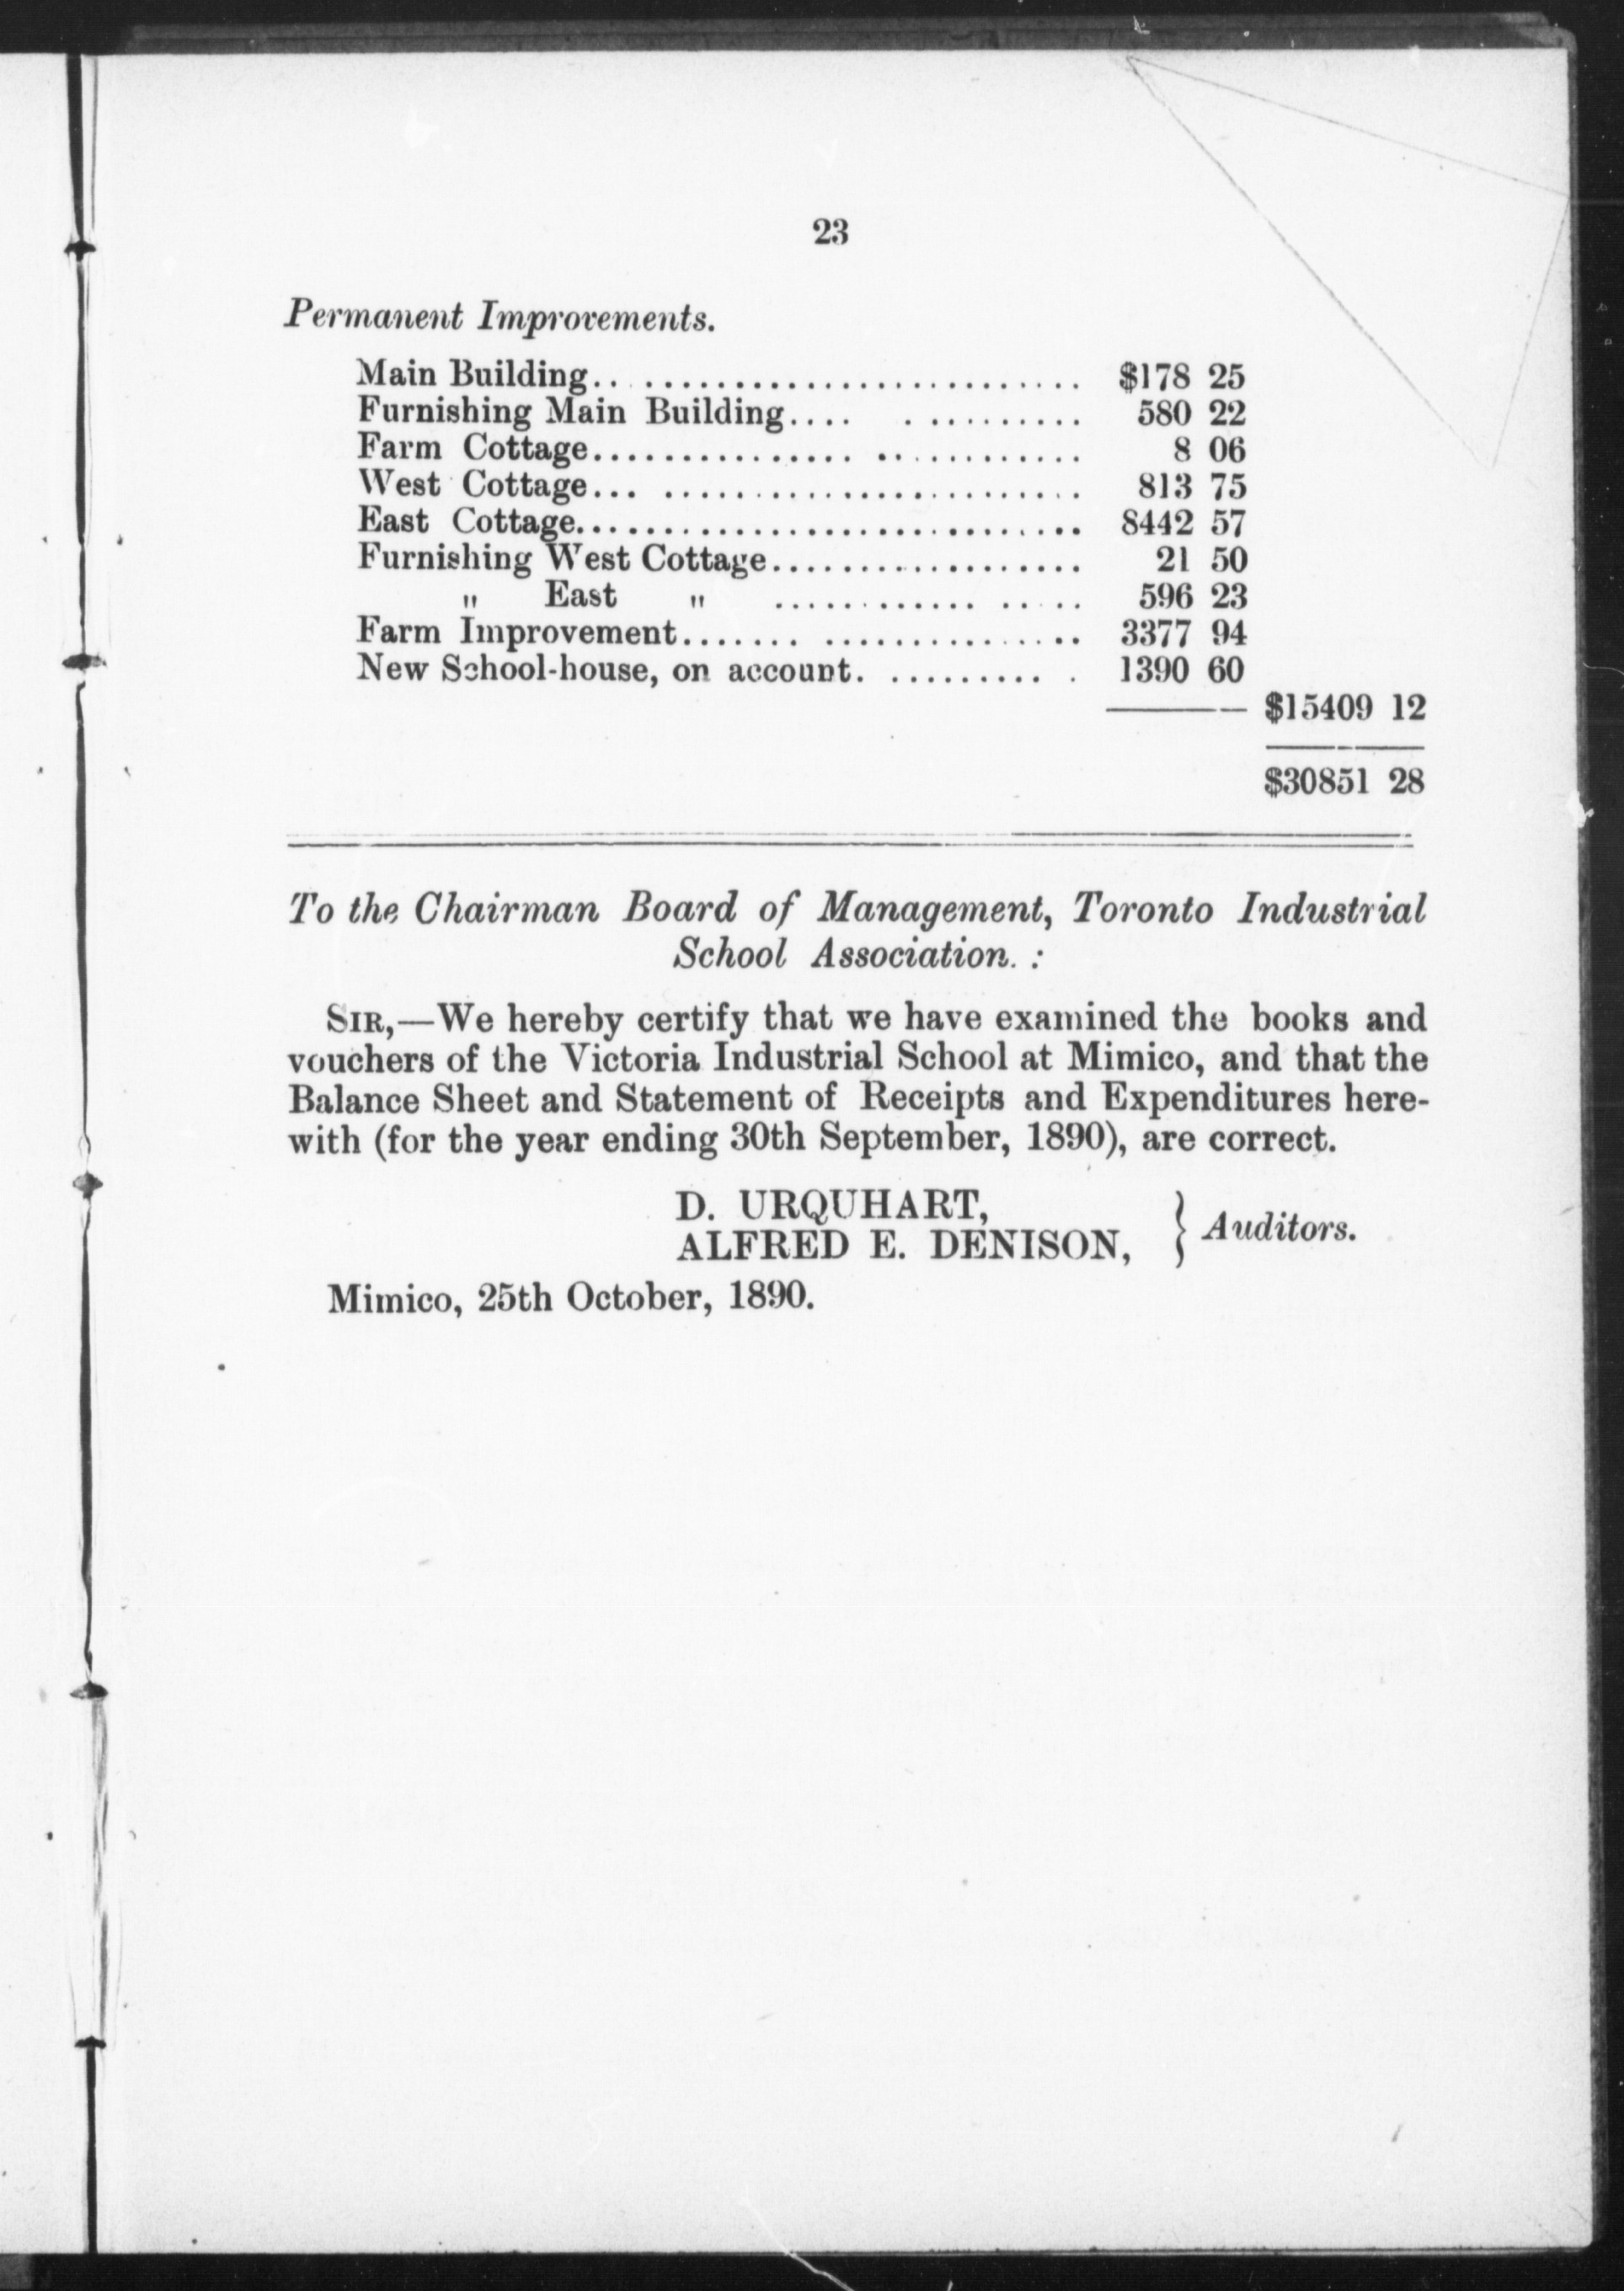 23
Permanent Improvements.
Main Building.. .......................... $178 25
Furnishing Main Building.... .......... 580 22
Farm Cottage............... ............ 8 06
West Cottage... ........................ 813 75
East Cottage............................. 8442 57
Furnishing West Cottage.................. 21 50
" East " ............. ..... 596 23
Farm Improvement....... ............... 3377 94
New School-house, on account. .......... . 1390 60
$15409 12
$30851 28
To the Chairman Board of Management, Toronto Industrial
School Association. :
SIR,—We hereby certify that we have examined the books and
vouchers of the Victoria Industrial School at Mimico, and that the
Balance Sheet and Statement of Receipts and Expenditures here-
with (for the year ending 30th September, 1890), are correct.
D. URQUHART,
ALFRED E. DENISON, } Auditors.
Mimico, 25th October, 1890.